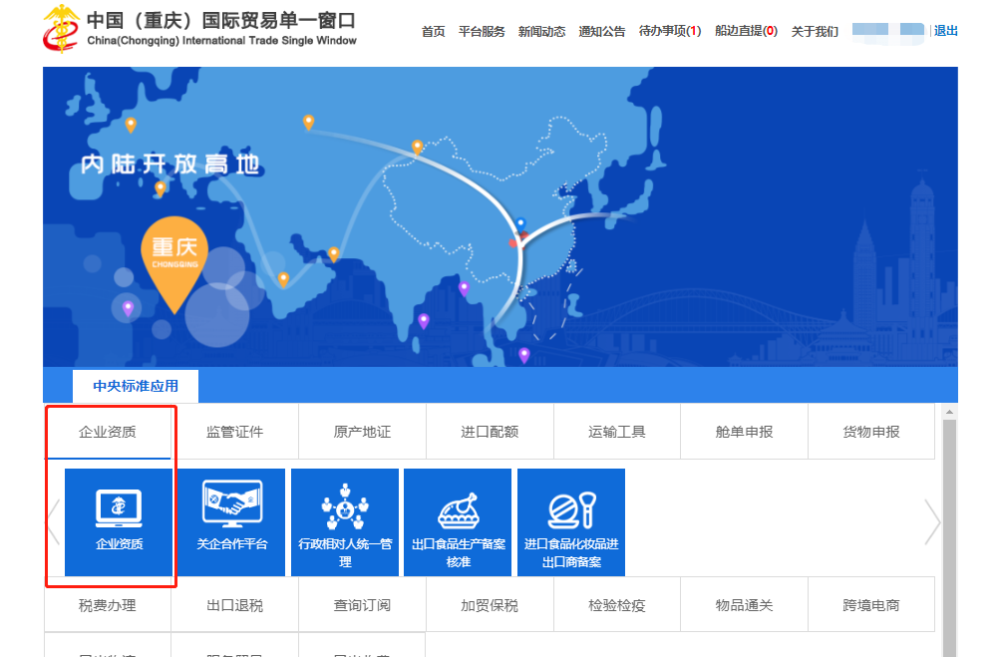 中国（重庆）国际贸易单一窗口
China(Chongqing) International Trade Single Window
首页 平台服务 新闻动态 通知公告 待办事项(1) 船边直提(0) 关于我们 退出
内陆开放高地
重庆
CHONGQING
中央标准应用
企业资质 监管证件 原产地证 进口配额 运输工具 舱单申报 货物申报
企业资质
关企合作平台
行政相对人统一管
理
出口食品生产备案
核准
进口食品化妆品进
出口商备案
税费办理 出口退税 查询订阅 加贸保税 检验检疫 物品通关 跨境电商